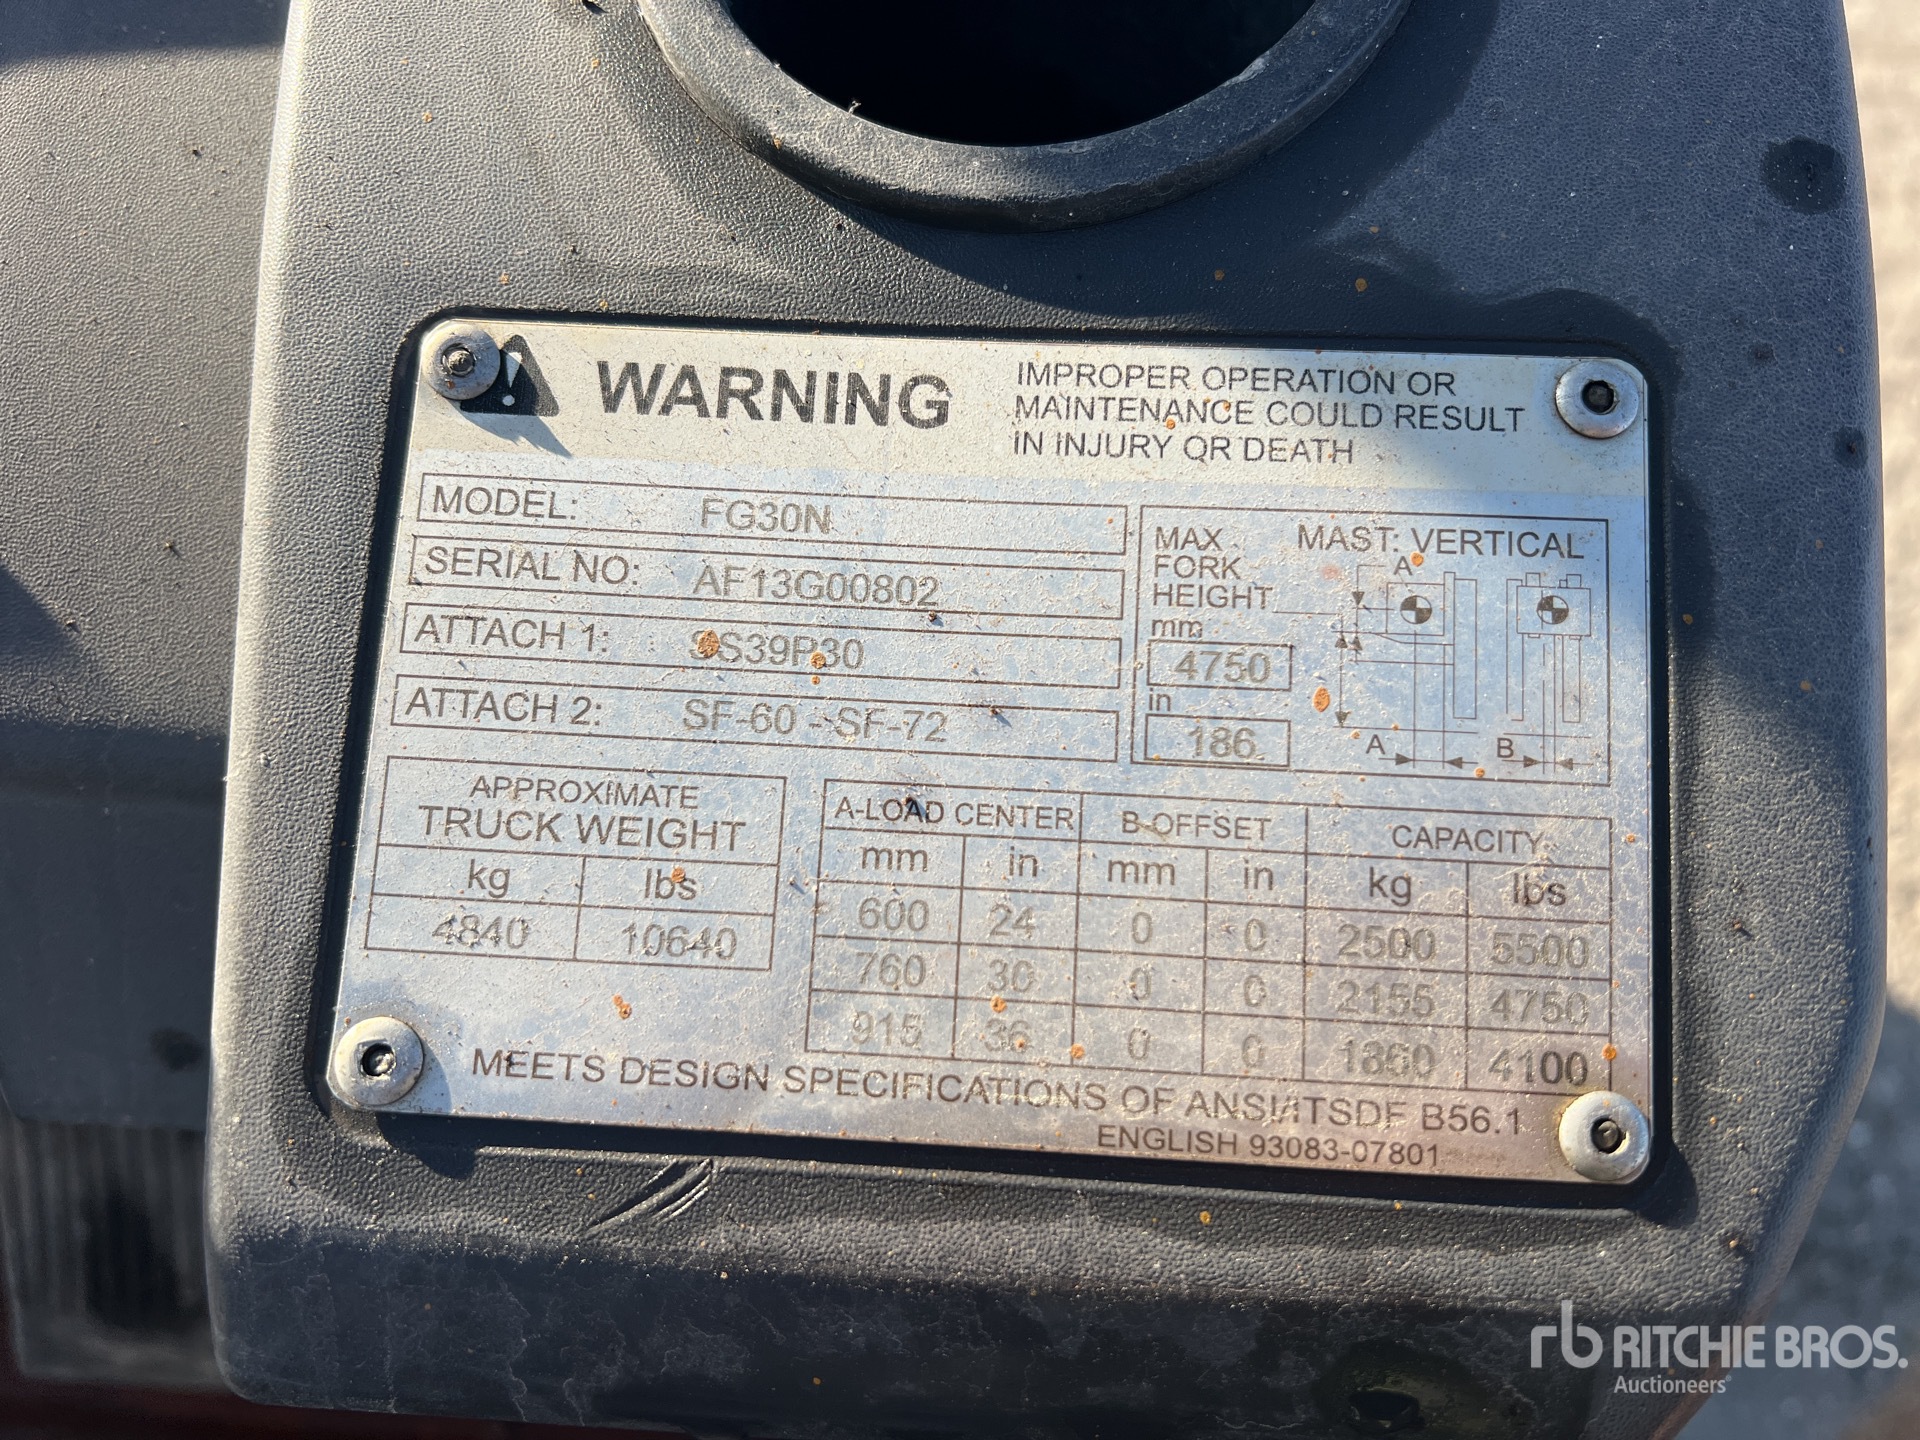 WARNING
IMPROPER OPERATION OR
MAINTENANCE COULD RESULT
IN INJURY OR DEATH
MODEL: FG30N
SERIAL NO: AF13G00802
ATTACH 1: SS39P30
ATTACH 2: SF-60 - SF-72
MAX FORK HEIGHT
MAST: VERTICAL
mm
4750
in
186
A
A
B
APPROXIMATE
TRUCK WEIGHT
kg lbs
4840 10640
A-LOAD CENTER B-OFFSET CAPACITY
mm in mm in kg lbs
600 24 0 0 2500 5500
760 30 0 0 2155 4750
915 36 0 0 1860 4100
MEETS DESIGN SPECIFICATIONS OF ANSI/ITSDF B56.1
ENGLISH 93083-07801
rb RITCHIE BROS.
Auctioneers